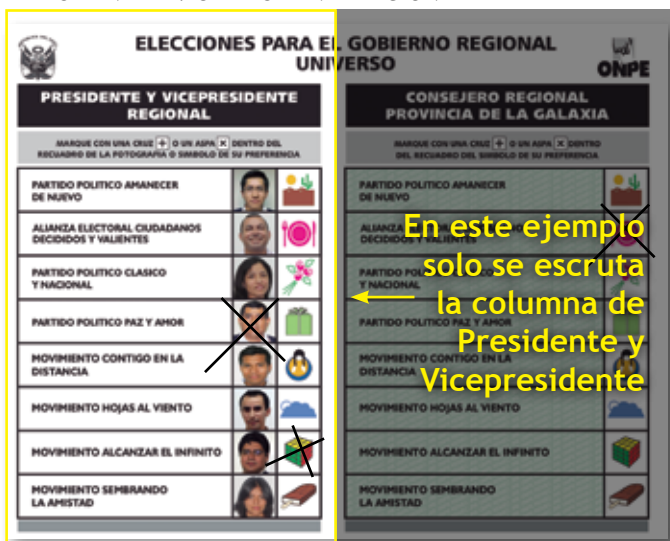 ELECCIONES PARA EL GOBIERNO REGIONAL
UNIVERSO
ONPE
PRESIDENTE Y VICEPRESIDENTE
REGIONAL
MARQUE CON UNA CRUZ + O UN ASPA X DENTRO DEL
RECUADRO DE LA FOTOGRAFIA O SIMBOLO DE SU PREFERENCIA
PARTIDO POLITICO AMANECER
DE NUEVO
ALIANZA ELECTORAL CIUDADANOS
DECIDIDOS Y VALIENTES
PARTIDO POLITICO CLASICO
Y NACIONAL
PARTIDO POLITICO PAZ Y AMOR
MOVIMIENTO CONTIGO EN LA
DISTANCIA
MOVIMIENTO HOJAS AL VIENTO
MOVIMIENTO ALCANZAR EL INFINITO
MOVIMIENTO SEMBRANDO
LA AMISTAD
CONSEJERO REGIONAL
PROVINCIA DE LA GALAXIA
MARQUE CON UNA CRUZ + O UN ASPA X DENTRO
DEL RECUADRO DEL SIMBOLO DE SU PREFERENCIA
PARTIDO POLITICO AMANECER
DE NUEVO
ALIANZA
DECIDIDOS Y VALIENTES
PARTIDO
Y NACIONAL
PARTIDO POLITICO PAZ Y AMOR
MOVIMIENTO CONTIGO EN LA
DISTANCIA
MOVIMIENTO HOJAS AL VIENTO
MOVIMIENTO ALCANZAR EL INFINITO
MOVIMIENTO SEMBRANDO
LA AMISTAD
En este ejemplo
solo se escruta
la columna de
Presidente y
Vicepresidente